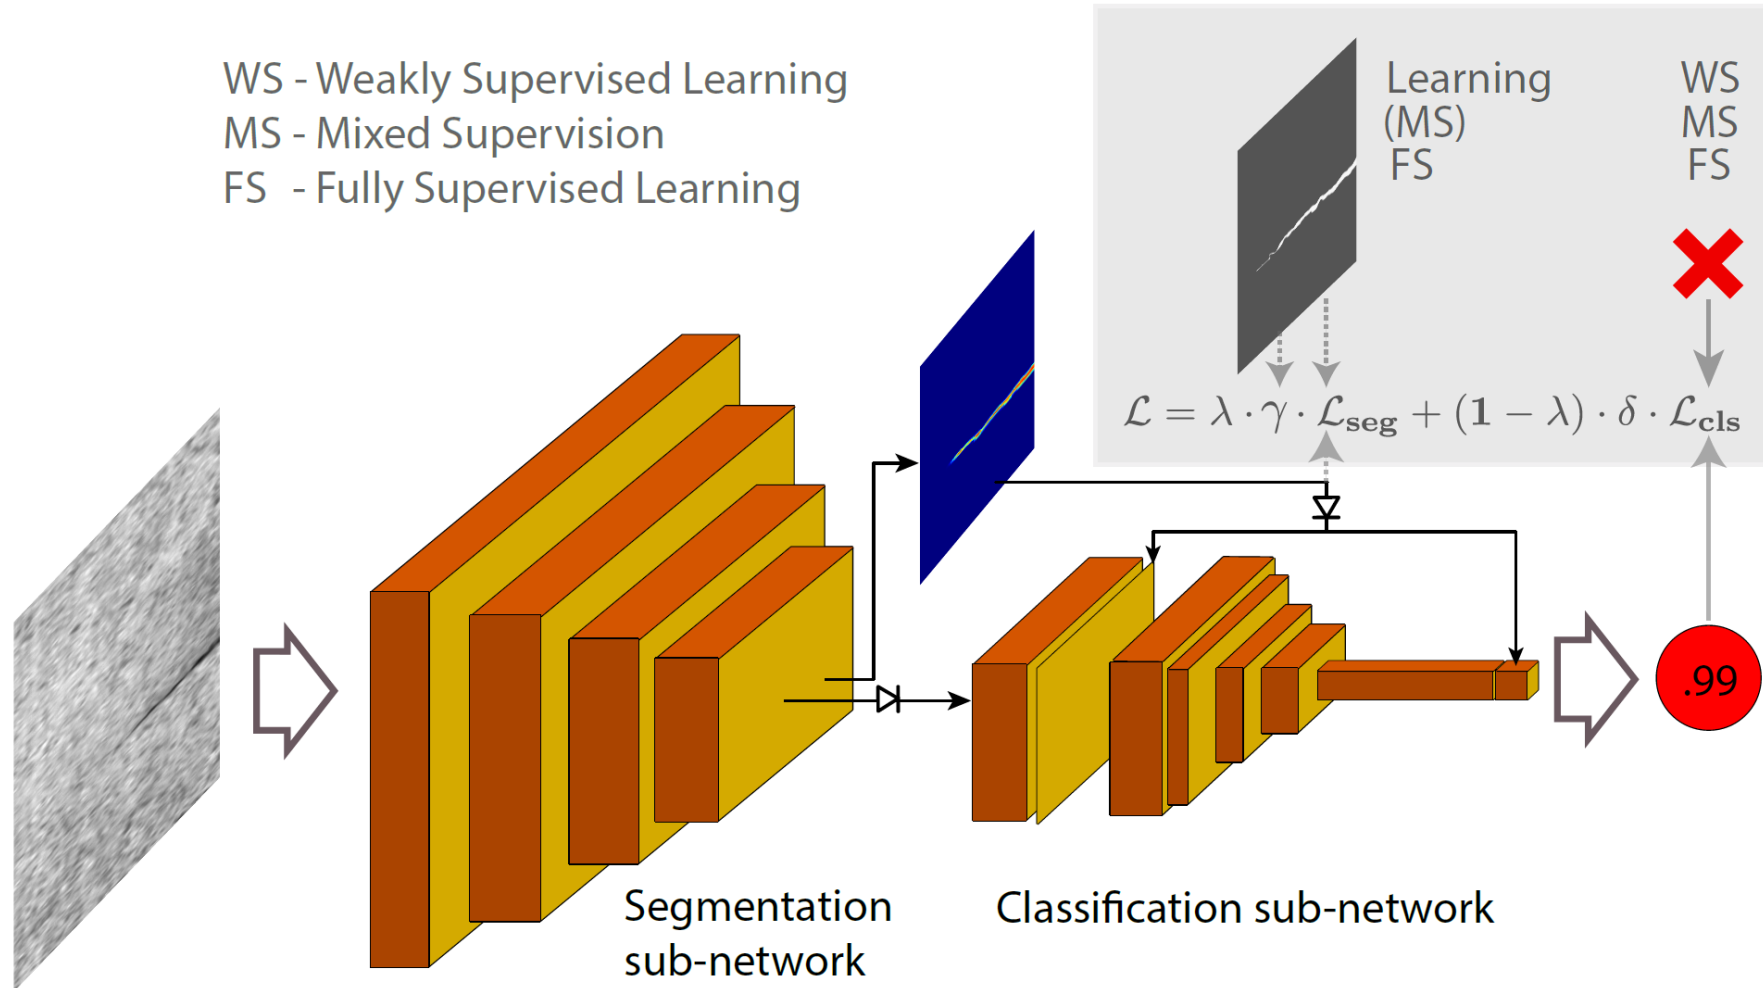 WS - Weakly Supervised Learning
MS - Mixed Supervision
FS - Fully Supervised Learning
Learning
(MS)
FS
WS
MS
FS
ℒ = λ · γ · ℒseg + (1 − λ) · δ · ℒcls
.99
Segmentation
sub-network
Classification sub-network